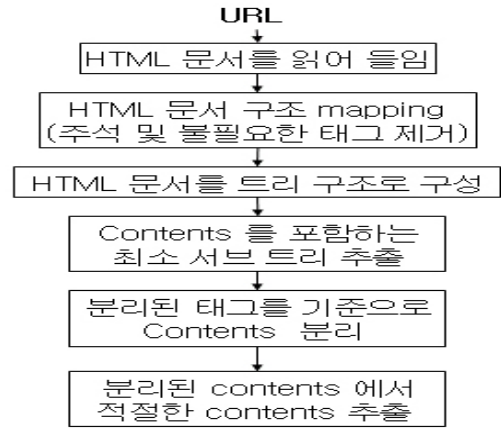 URL
HTML 문서를 읽어 들임
HTML 문서 구조 mapping
(주석 및 불필요한 태그 제거)
HTML 문서를 트리 구조로 구성
Contents 를 포함하는
최소 서브 트리 추출
분리된 태그를 기준으로
Contents 분리
분리된 contents 에서
적절한 contents 추출